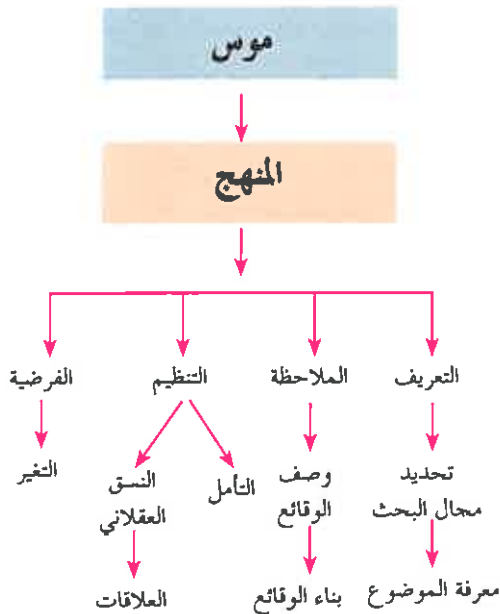 موس
المنهج
التعريف
الملاحظة
التنظيم
الفرضية
تحديد
مجال البحث
وصف
الوقائع
التأمل
النسق
العقلاني
التغير
معرفة الموضوع
بناء الوقائع
العلاقات